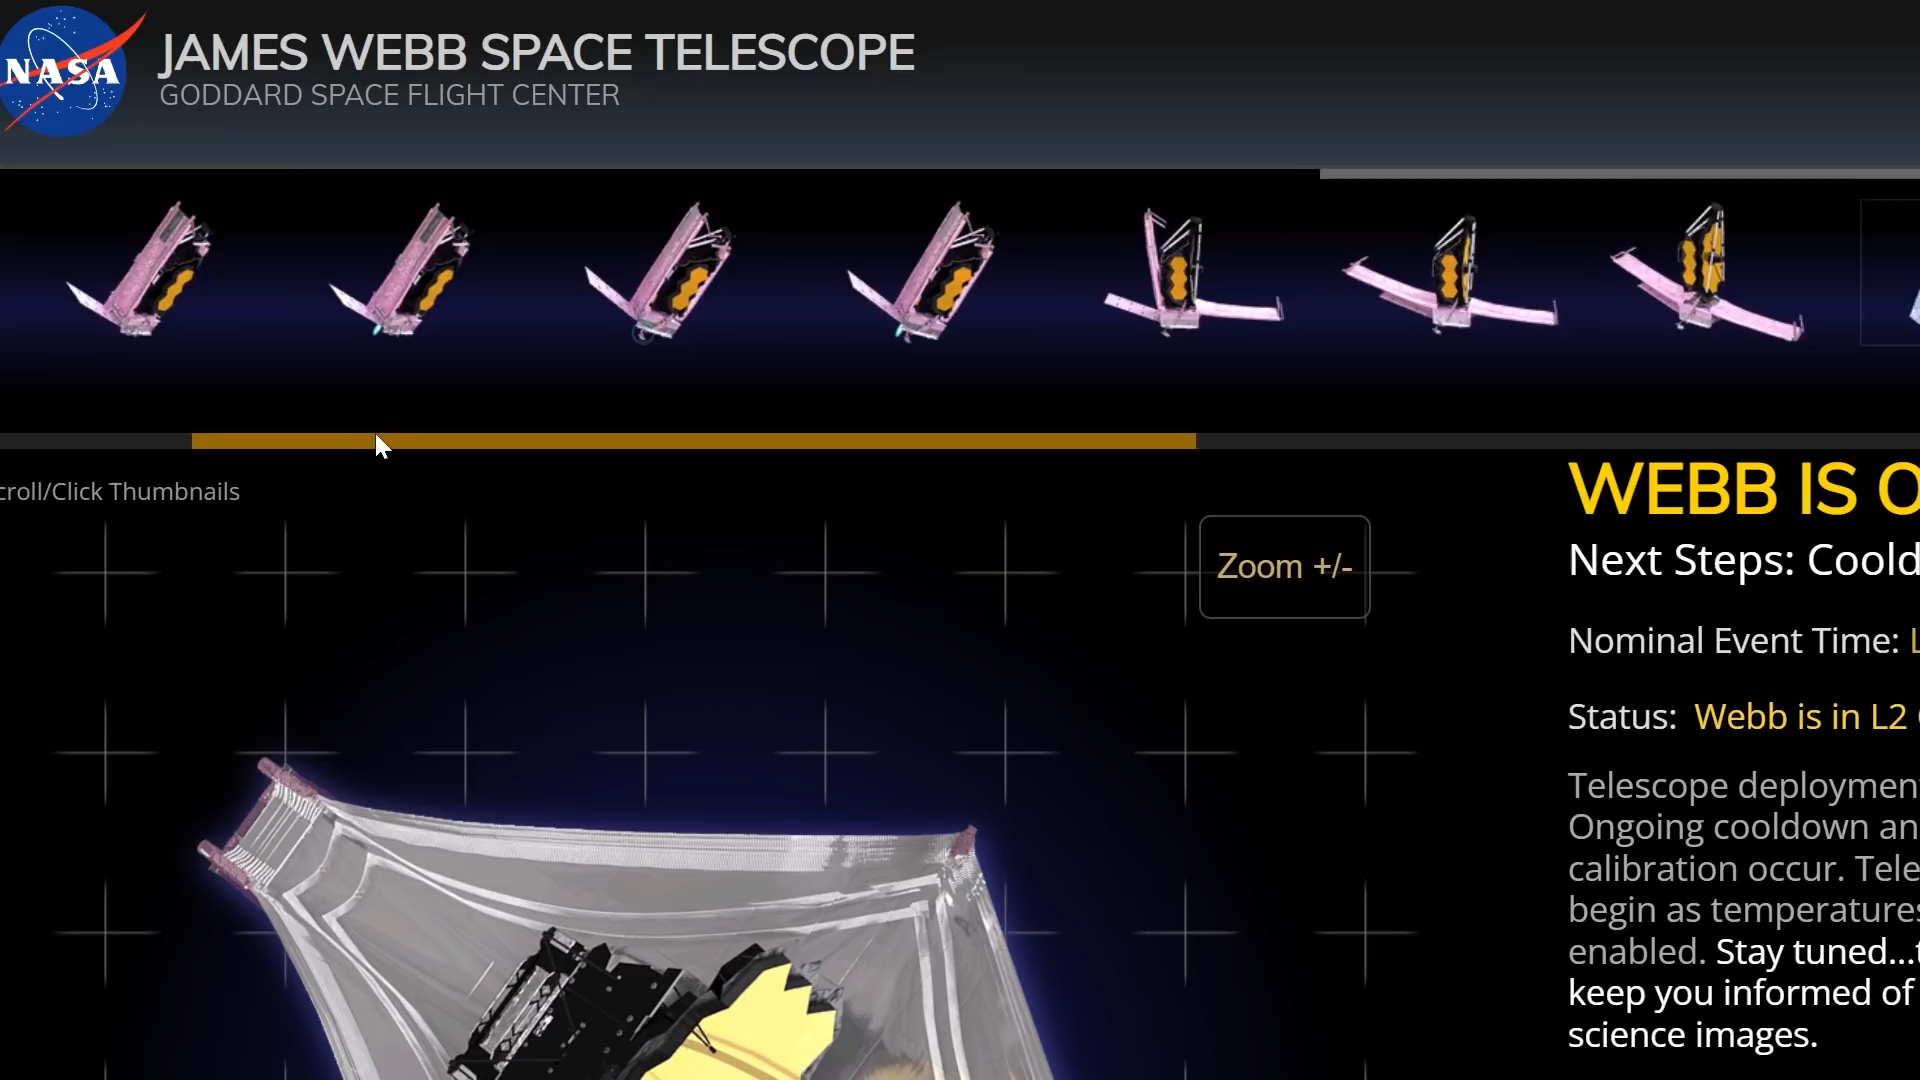 NASA
JAMES WEBB SPACE TELESCOPE
GODDARD SPACE FLIGHT CENTER
croll/Click Thumbnails
Zoom +/-
WEBB IS O
Next Steps: Coold
Nominal Event Time: L
Status: Webb is in L2
Telescope deploymen
Ongoing cooldown an
calibration occur. Tele
begin as temperatures
enabled. Stay tuned...t
keep you informed of
science images.